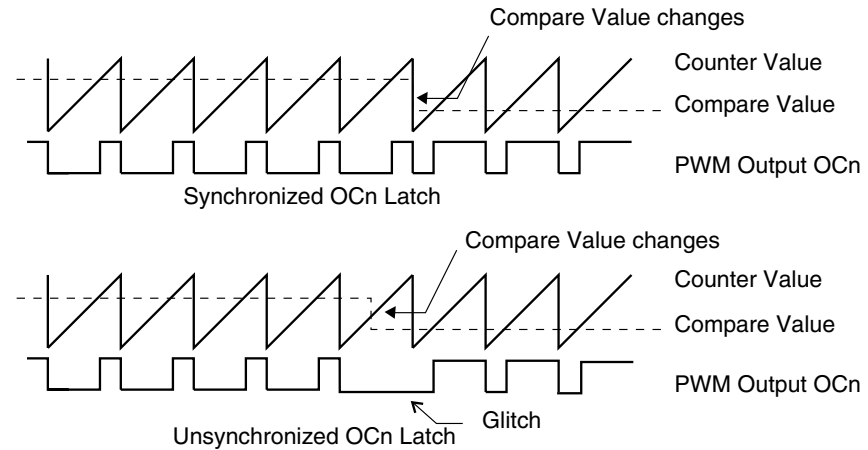 Compare Value changes
Counter Value
Compare Value
PWM Output OCn
Synchronized OCn Latch
Compare Value changes
Counter Value
Compare Value
PWM Output OCn
Glitch
Unsynchronized OCn Latch